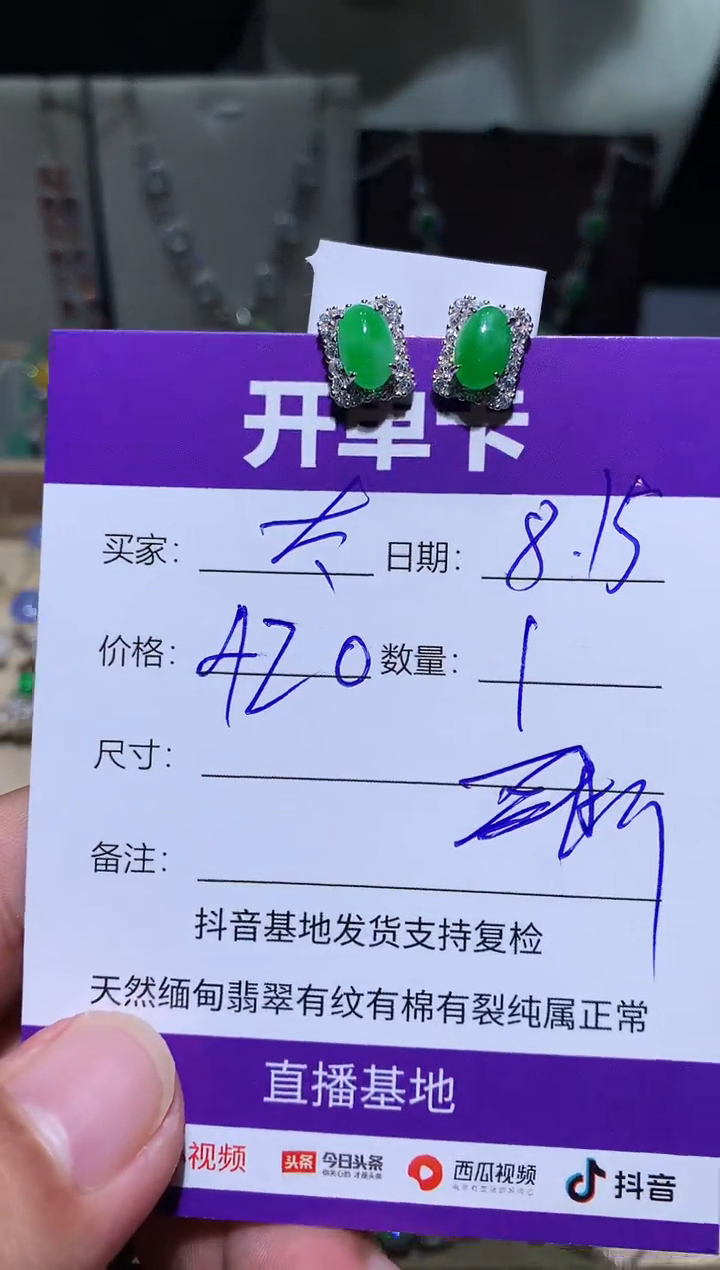 开单卡
买家： 日期：8.15
价格：420 数量：1
尺寸：
备注：
抖音基地发货支持复检
天然缅甸翡翠有纹有棉有裂纯属正常
直播基地
视频 头条 今日头条 西瓜视频 抖音